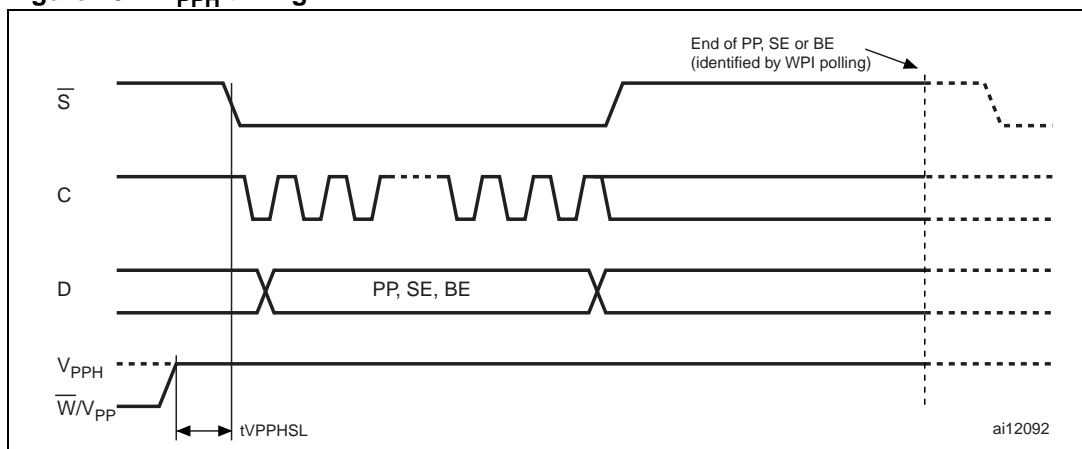 End of PP, SE or BE
(identified by WPI polling)
S
C
D
PP, SE, BE
VPPH
W/VPP
tVPPHSL
ai12092